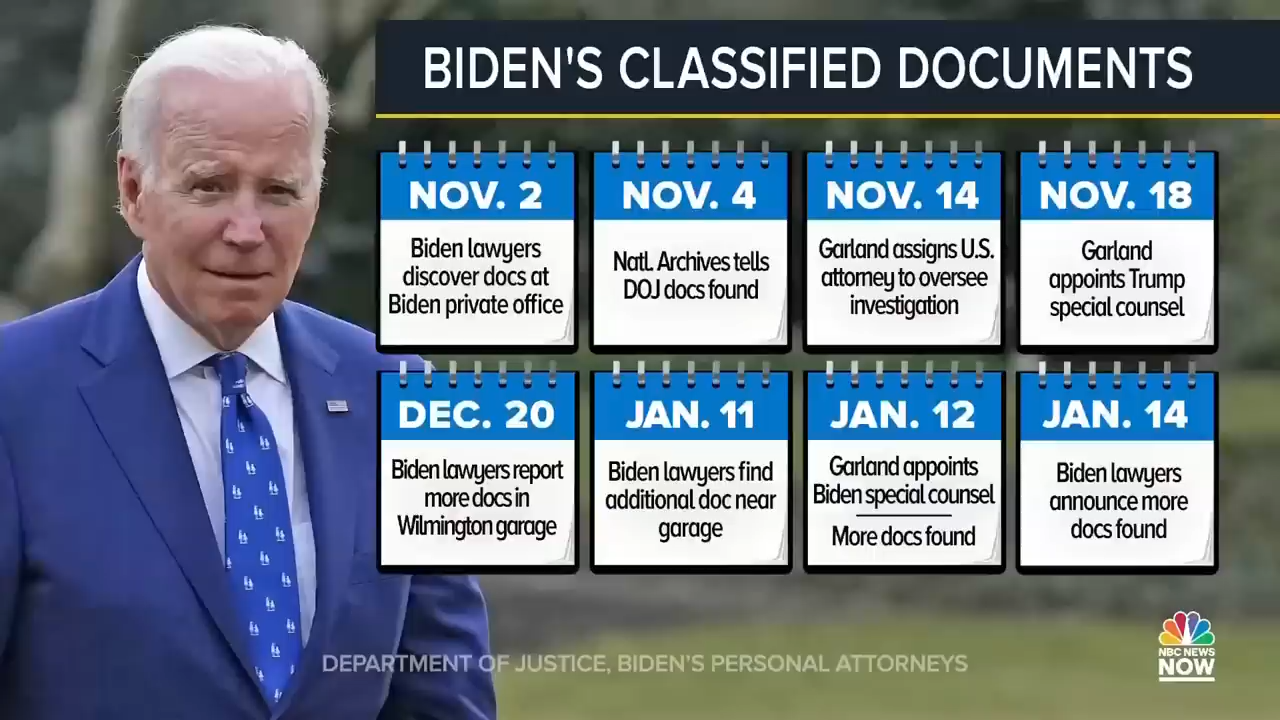 BIDEN'S CLASSIFIED DOCUMENTS
NOV. 2
Biden lawyers
discover docs at
Biden private office
NOV. 4
Natl. Archives tells
DOJ docs found
NOV. 14
Garland assigns U.S.
attorney to oversee
investigation
NOV. 18
Garland
appoints Trump
special counsel
DEC. 20
Biden lawyers report
more docs in
Wilmington garage
JAN. 11
Biden lawyers find
additional doc near
garage
JAN. 12
Garland appoints
Biden special counsel
More docs found
JAN. 14
Biden lawyers
announce more
docs found
DEPARTMENT OF JUSTICE, BIDEN'S PERSONAL ATTORNEYS
NBC NEWS
NOW